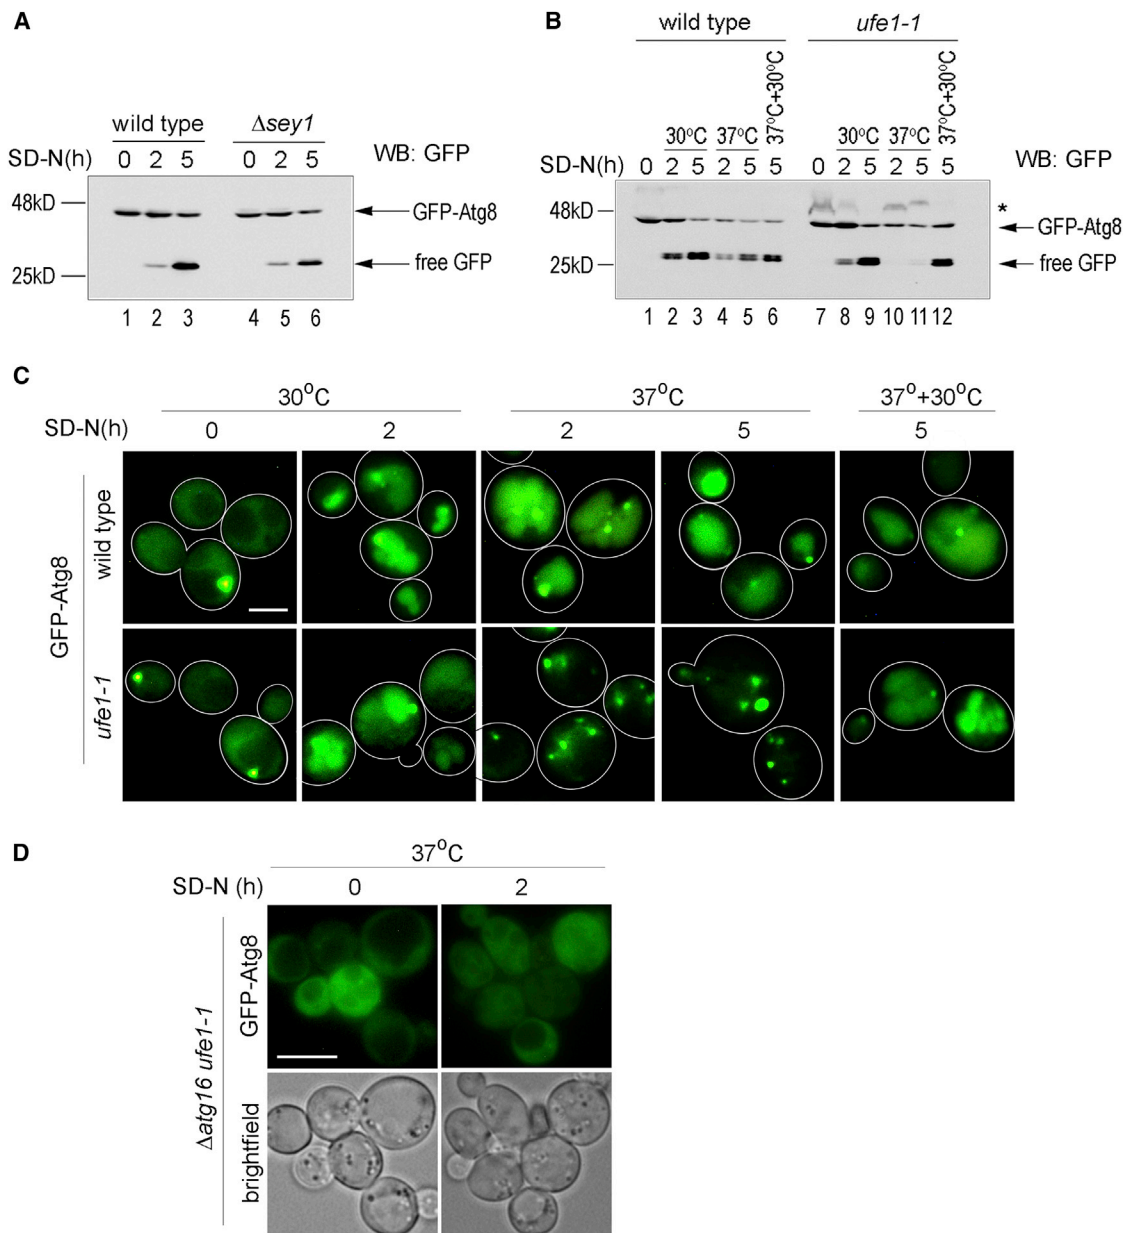 A
wild type Δsey1
SD-N(h) 0 2 5 0 2 5 WB: GFP
48kD
GFP-Atg8
25kD
free GFP
1 2 3 4 5 6
B
wild type ufe1-1
30°C 37°C 37°C+30°C 30°C 37°C 37°C+30°C
SD-N(h) 0 2 5 2 5 5 0 2 5 2 5 5 WB: GFP
48kD
*
GFP-Atg8
25kD
free GFP
1 2 3 4 5 6 7 8 9 10 11 12
C
30°C 37°C 37°+30°C
SD-N(h) 0 2 2 5 5
GFP-Atg8
wild type
ufe1-1
D
37°C
SD-N (h) 0 2
Δatg16 ufe1-1
GFP-Atg8
brightfield